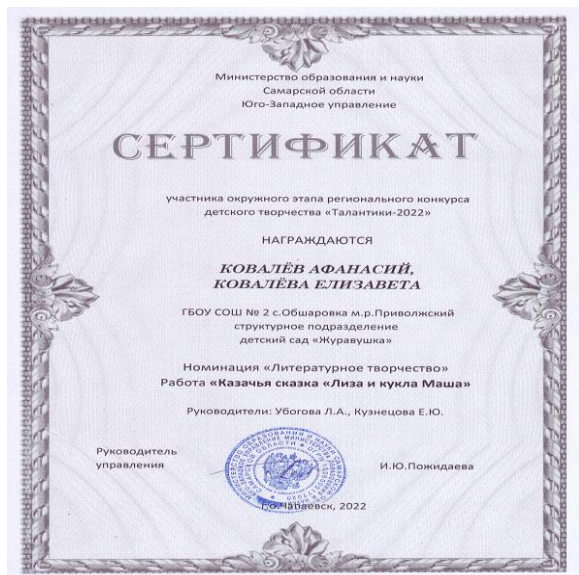 Министерство образования и науки
Самарской области
Юго-Западное управление
СЕРТИФИКАТ
участника окружного этапа регионального конкурса
детского творчества «Талантики-2022»
НАГРАЖДАЮТСЯ
КОВАЛЁВ АФАНАСИЙ,
КОВАЛЁВА ЕЛИЗАВЕТА
ГБОУ СОШ № 2 с.Обшаровка м.р.Приволжский
структурное подразделение
детский сад «Журавушка»
Номинация «Литературное творчество»
Работа «Казачья сказка «Лиза и кукла Маша»
Руководители: Убогова Л.А., Кузнецова Е.Ю.
Руководитель
управления
И.Ю.Пожидаева
г.о.Чапаевск, 2022